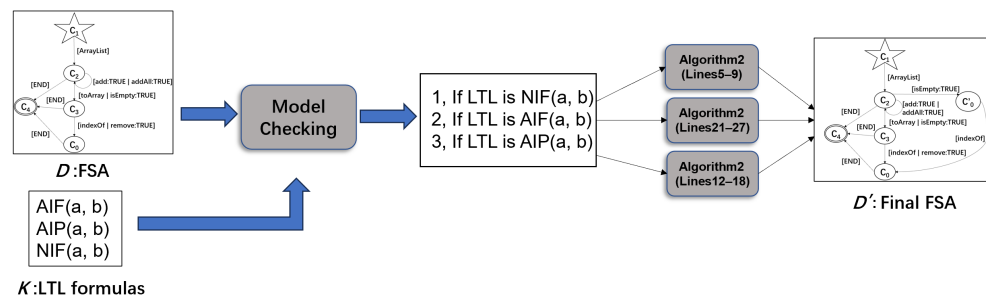 C1
[ArrayList]
C2
[END]
[add:TRUE | addAll:TRUE]
C4
[END]
C3
[toArray | isEmpty:TRUE]
[indexOf | remove:TRUE]
[END]
C0
D:FSA
AIF(a, b)
AIP(a, b)
NIF(a, b)
K:LTL formulas
Model
Checking
1, If LTL is NIF(a, b)
2, If LTL is AIF(a, b)
3, If LTL is AIP(a, b)
Algorithm2
(Lines5–9)
Algorithm2
(Lines21–27)
Algorithm2
(Lines12–18)
C1
[ArrayList]
[isEmpty:TRUE]
C2
C'0
[END]
[add:TRUE |
addAll:TRUE]
[toArray | isEmpty:TRUE]
C4
[END]
C3
[indexOf]
[indexOf | remove:TRUE]
[END]
C0
D′: Final FSA